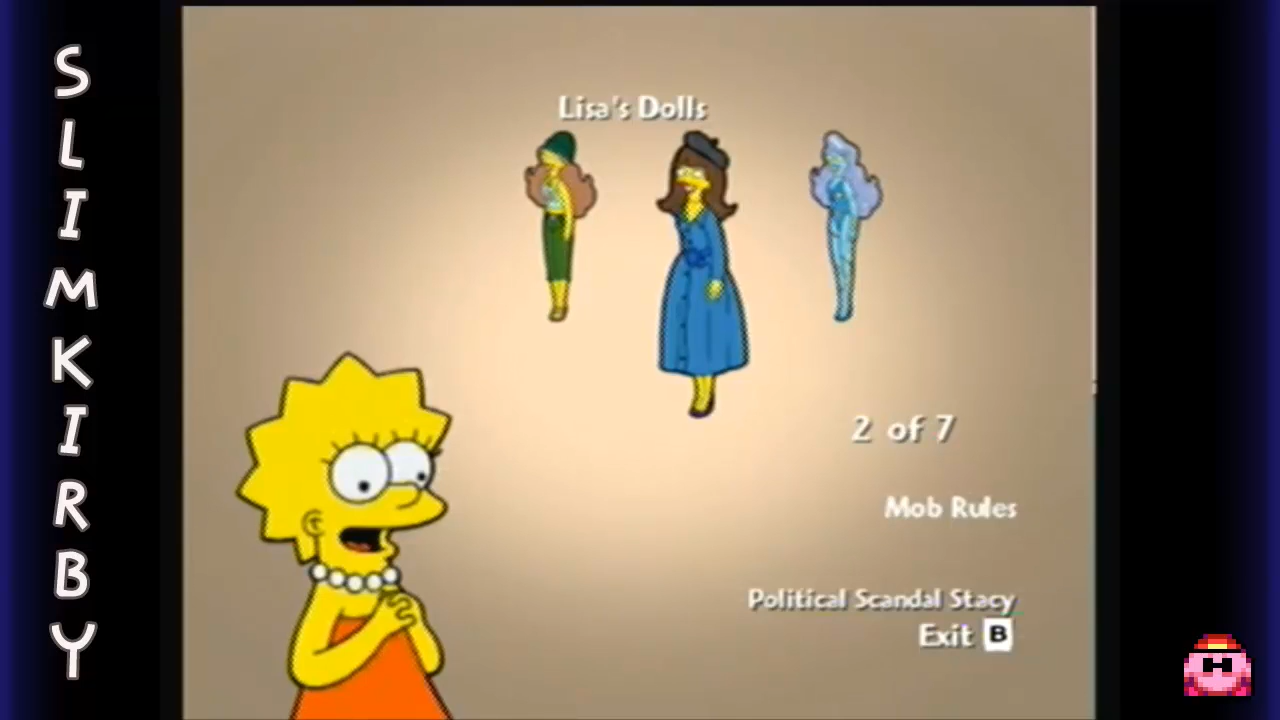 SLIMKIRBY
Lisa's Dolls
2 of 7
Mob Rules
Political Scandal Stacy
Exit B